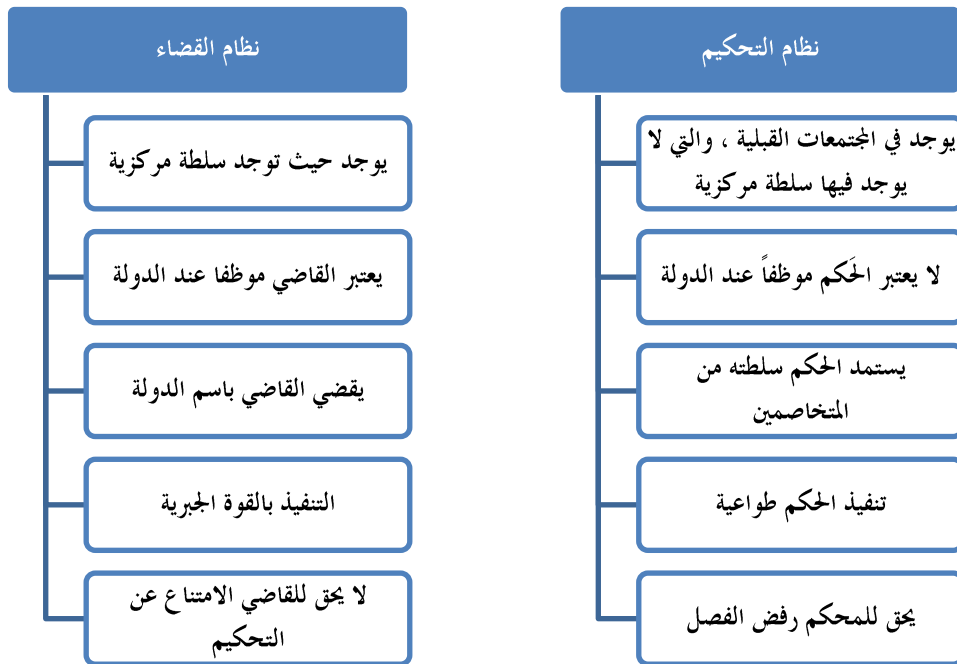 نظام التحكيم
يوجد في المجتمعات القبلية ، والتي لا
يوجد فيها سلطة مركزية
لا يعتبر الحَكم موظفاً عند الدولة
يستمد الحكم سلطته من
المتخاصمين
تنفيذ الحكم طواعية
يحق للمحكم رفض الفصل
نظام القضاء
يوجد حيث توجد سلطة مركزية
يعتبر القاضي موظفا عند الدولة
يقضي القاضي باسم الدولة
التنفيذ بالقوة الجبرية
لا يحق للقاضي الامتناع عن
التحكيم